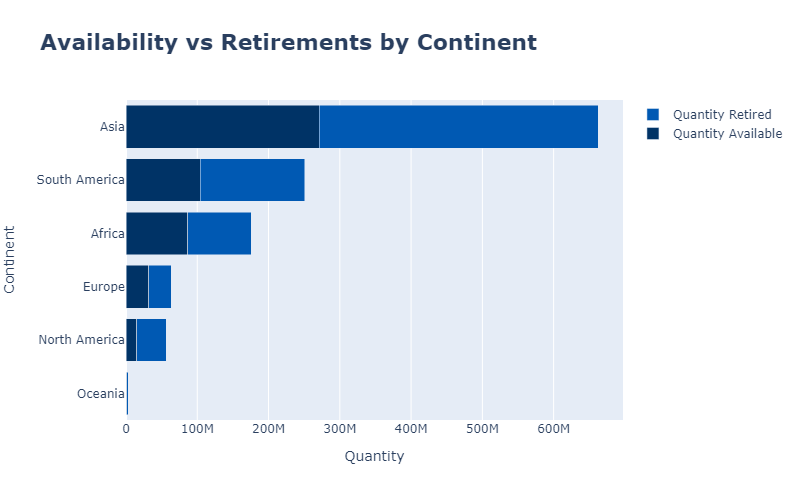 Availability vs Retirements by Continent
Quantity Retired
Quantity Available
Continent
Asia
South America
Africa
Europe
North America
Oceania
0 100M 200M 300M 400M 500M 600M
Quantity